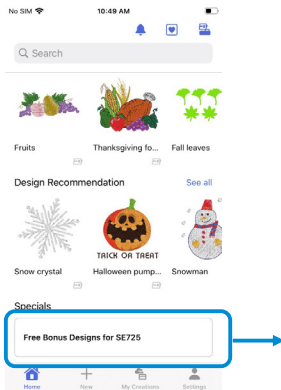 No SIM 10:49 AM
Search
Fruits Thanksgiving fo... Fall leaves
Design Recommendation See all
TRICK OR TREAT
Snow crystal Halloween pump... Snowman
Specials
Free Bonus Designs for SE725
Home New My Creations Settings